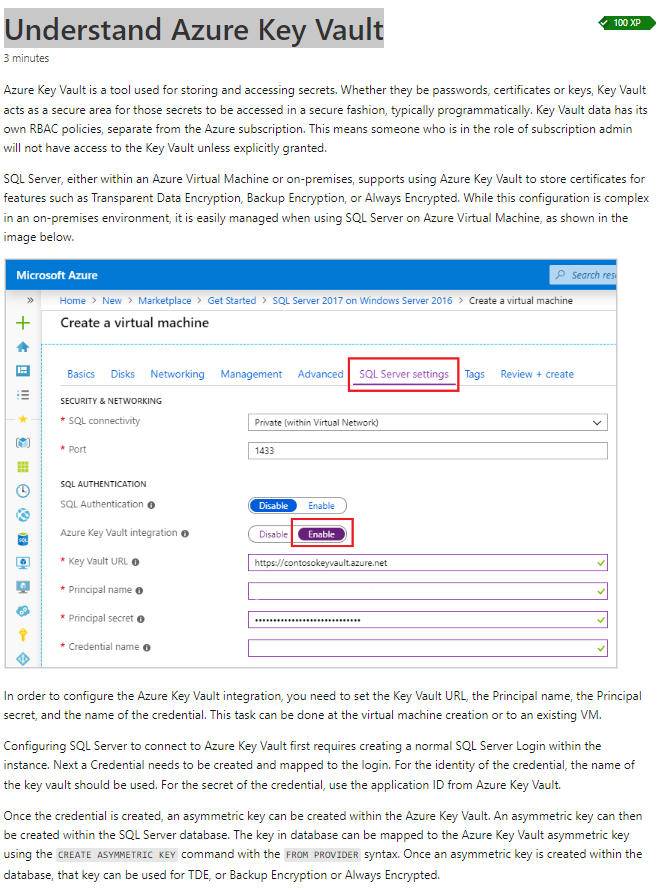 Understand Azure Key Vault
100 XP
3 minutes
Azure Key Vault is a tool used for storing and accessing secrets. Whether they be passwords, certificates or keys, Key Vault
acts as a secure area for those secrets to be accessed in a secure fashion, typically programmatically. Key Vault data has its
own RBAC policies, separate from the Azure subscription. This means someone who is in the role of subscription admin
will not have access to the Key Vault unless explicitly granted.
SQL Server, either within an Azure Virtual Machine or on-premises, supports using Azure Key Vault to store certificates for
features such as Transparent Data Encryption, Backup Encryption, or Always Encrypted. While this configuration is complex
in an on-premises environment, it is easily managed when using SQL Server on Azure Virtual Machine, as shown in the
image below.
Microsoft Azure
Search res
» Home > New > Marketplace > Get Started > SQL Server 2017 on Windows Server 2016 > Create a virtual machine
Create a virtual machine
Basics Disks Networking Management Advanced SQL Server settings Tags Review + create
SECURITY & NETWORKING
* SQL connectivity Private (within Virtual Network)
* Port 1433
SQL AUTHENTICATION
SQL Authentication Disable Enable
Azure Key Vault integration Disable Enable
* Key Vault URL https://contosokeyvault.azure.net
* Principal name
* Principal secret
* Credential name
In order to configure the Azure Key Vault integration, you need to set the Key Vault URL, the Principal name, the Principal
secret, and the name of the credential. This task can be done at the virtual machine creation or to an existing VM.
Configuring SQL Server to connect to Azure Key Vault first requires creating a normal SQL Server Login within the
instance. Next a Credential needs to be created and mapped to the login. For the identity of the credential, the name of
the key vault should be used. For the secret of the credential, use the application ID from Azure Key Vault.
Once the credential is created, an asymmetric key can be created within the Azure Key Vault. An asymmetric key can then
be created within the SQL Server database. The key in database can be mapped to the Azure Key Vault asymmetric key
using the CREATE ASYMMETRIC KEY command with the FROM PROVIDER syntax. Once an asymmetric key is created within the
database, that key can be used for TDE, or Backup Encryption or Always Encrypted.